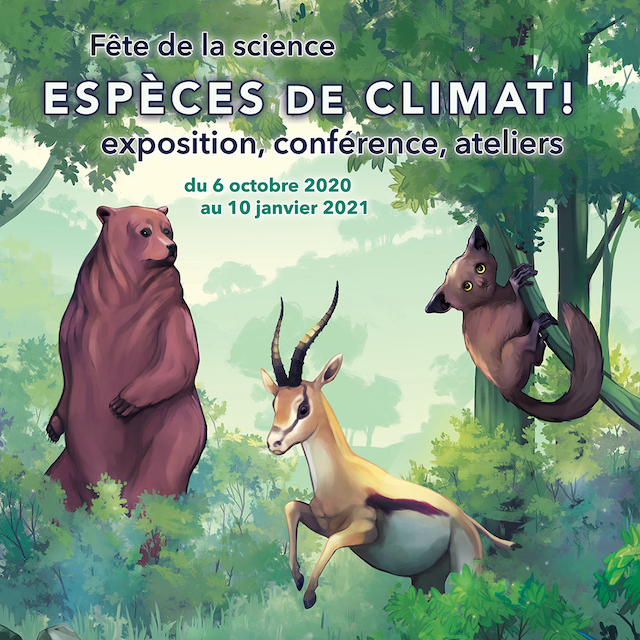 Fête de la science
ESPÈCES DE CLIMAT !
exposition, conférence, ateliers
du 6 octobre 2020
au 10 janvier 2021